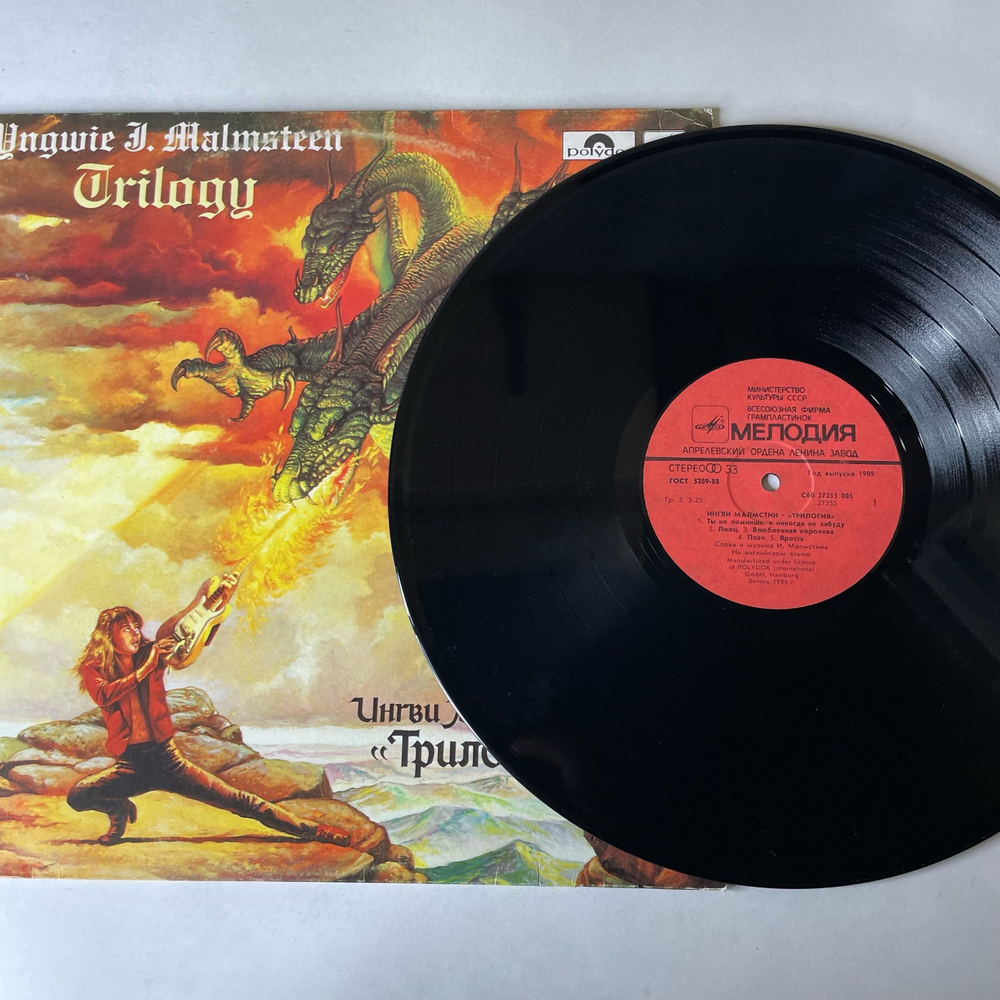 Yngwie J. Malmsteen
Trilogy
Ингви
«Трило
МИНИСТЕРСТВО
КУЛЬТУРЫ СССР
ВСЕСОЮЗНАЯ ФИРМА
ГРАМПЛАСТИНОК
МЕЛОДИЯ
АПРЕЛЕВСКИЙ ОРДЕНА ЛЕНИНА ЗАВОД
СТЕРЕО 33
Год выпуска 1989
ГОСТ 5289-88
С60 27355 005
Гр. 3. 3-25
27355
1
ИНГВИ МАЛМСТИН · «ТРИЛОГИЯ»
1. Ты не помнишь, я никогда не забуду
2. Лжец. 3. Влюбленная королева
4. Плач. 5. Ярость
Слова и музыка И. Малмстина
На английском языке
Manufactured under license
of POLYDOR International
GmbH, Hamburg
Запись 1986 г.